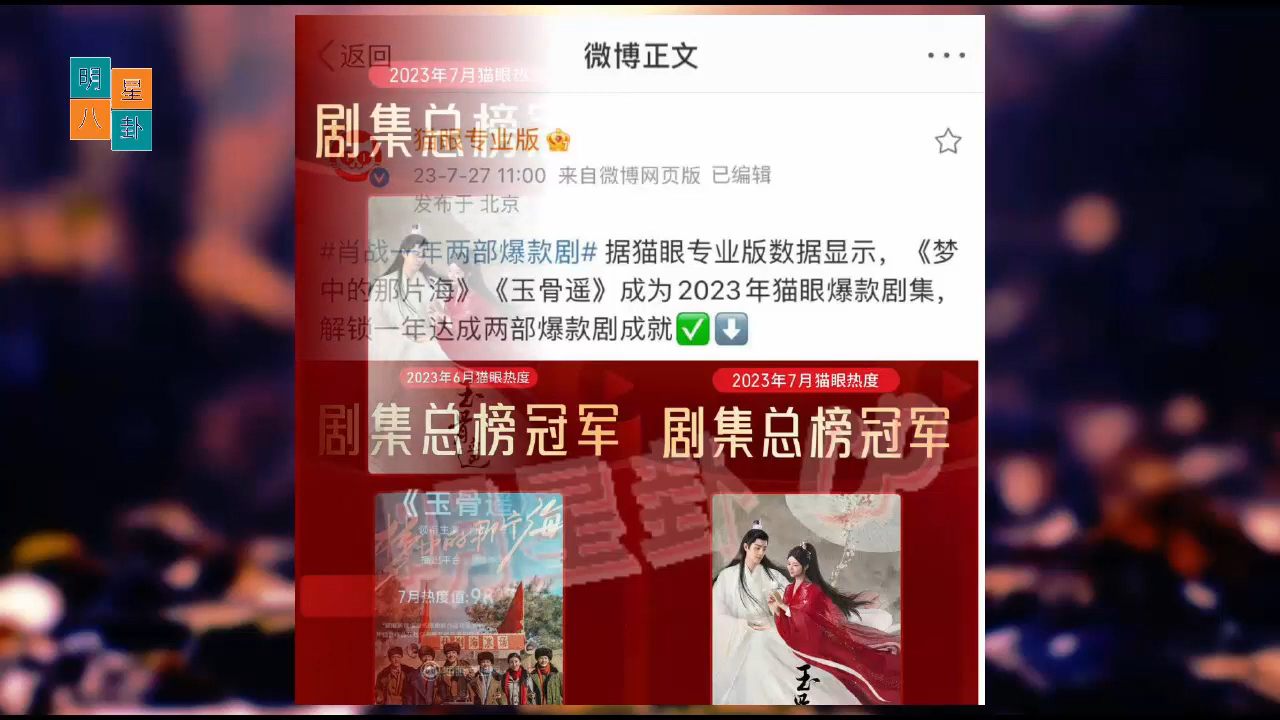 明星
八卦
返回
微博正文
2023年7月猫眼热
剧集总榜
猫眼专业版
23-7-27 11:00 来自微博网页版 已编辑
发布于 北京
#肖战一年两部爆款剧# 据猫眼专业版数据显示，《梦
中的那片海》《玉骨遥》成为2023年猫眼爆款剧集，
解锁一年达成两部爆款剧成就
2023年6月猫眼热度
剧集总榜冠军
2023年7月猫眼热度
剧集总榜冠军
《玉骨遥
7月热度值:9
玉